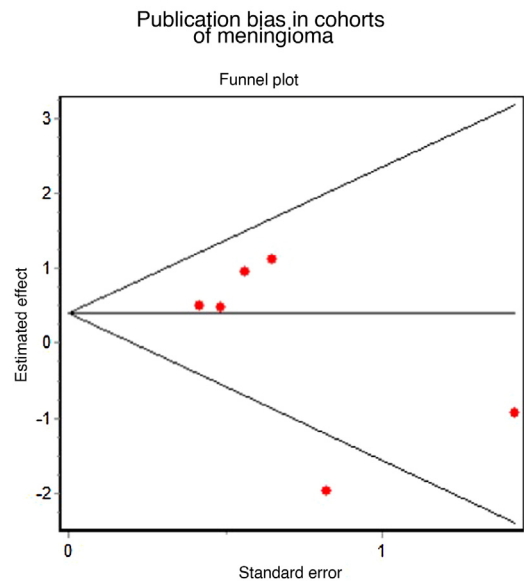 Publication bias in cohorts
of meningioma
Funnel plot
Estimated effect
3
2
1
0
-1
-2
0
1
Standard error